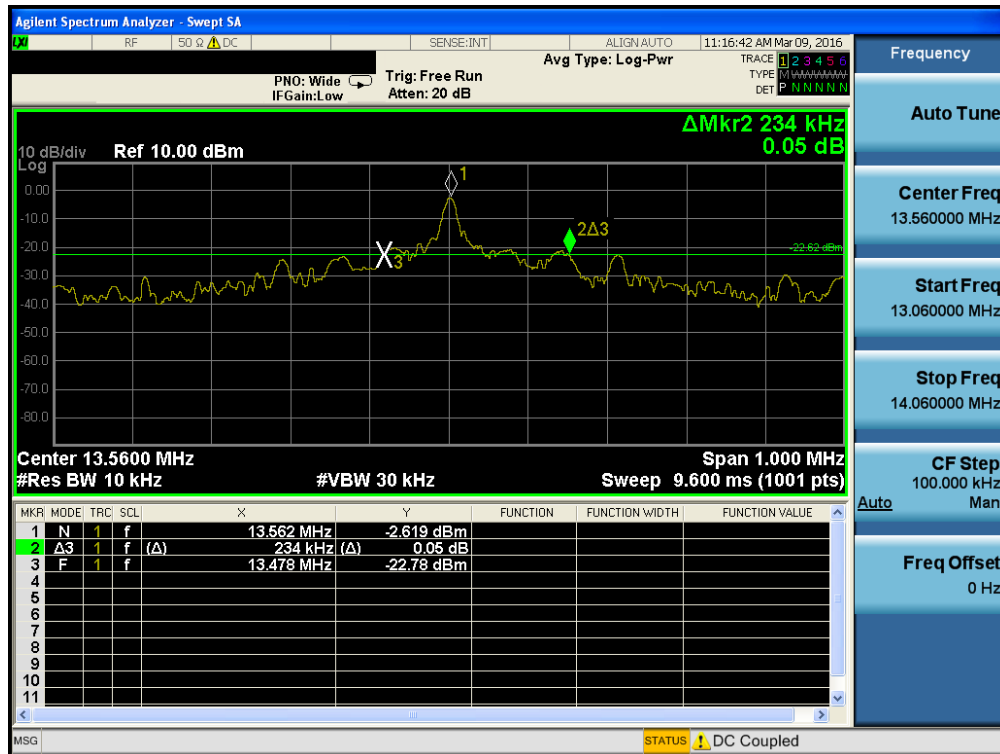 Agilent Spectrum Analyzer - Swept SA
LXI RF 50 Ω DC SENSE:INT ALIGN AUTO 11:16:42 AM Mar 09, 2016
Frequency
PNO: Wide
IFGain:Low
Trig: Free Run
Atten: 20 dB
Avg Type: Log-Pwr
TRACE 1 2 3 4 5 6
TYPE M
DET P N N N N N
Auto Tune
ΔMkr2 234 kHz
0.05 dB
10 dB/div Ref 10.00 dBm
Log
0.00
-10.0
-20.0
-30.0
-40.0
-50.0
-60.0
-70.0
-80.0
1
2Δ3
3
-22.62 dBm
Center 13.5600 MHz
Span 1.000 MHz
#Res BW 10 kHz
#VBW 30 kHz
Sweep 9.600 ms (1001 pts)
Center Freq
13.560000 MHz
Start Freq
13.060000 MHz
Stop Freq
14.060000 MHz
CF Step
100.000 kHz
Auto Man
Freq Offset
0 Hz
MKR MODE TRC SCL X Y FUNCTION FUNCTION WIDTH FUNCTION VALUE
1 N 1 f 13.562 MHz -2.619 dBm
2 Δ3 1 f (Δ) 234 kHz (Δ) 0.05 dB
3 F 1 f 13.478 MHz -22.78 dBm
4
5
6
7
8
9
10
11
MSG
STATUS DC Coupled